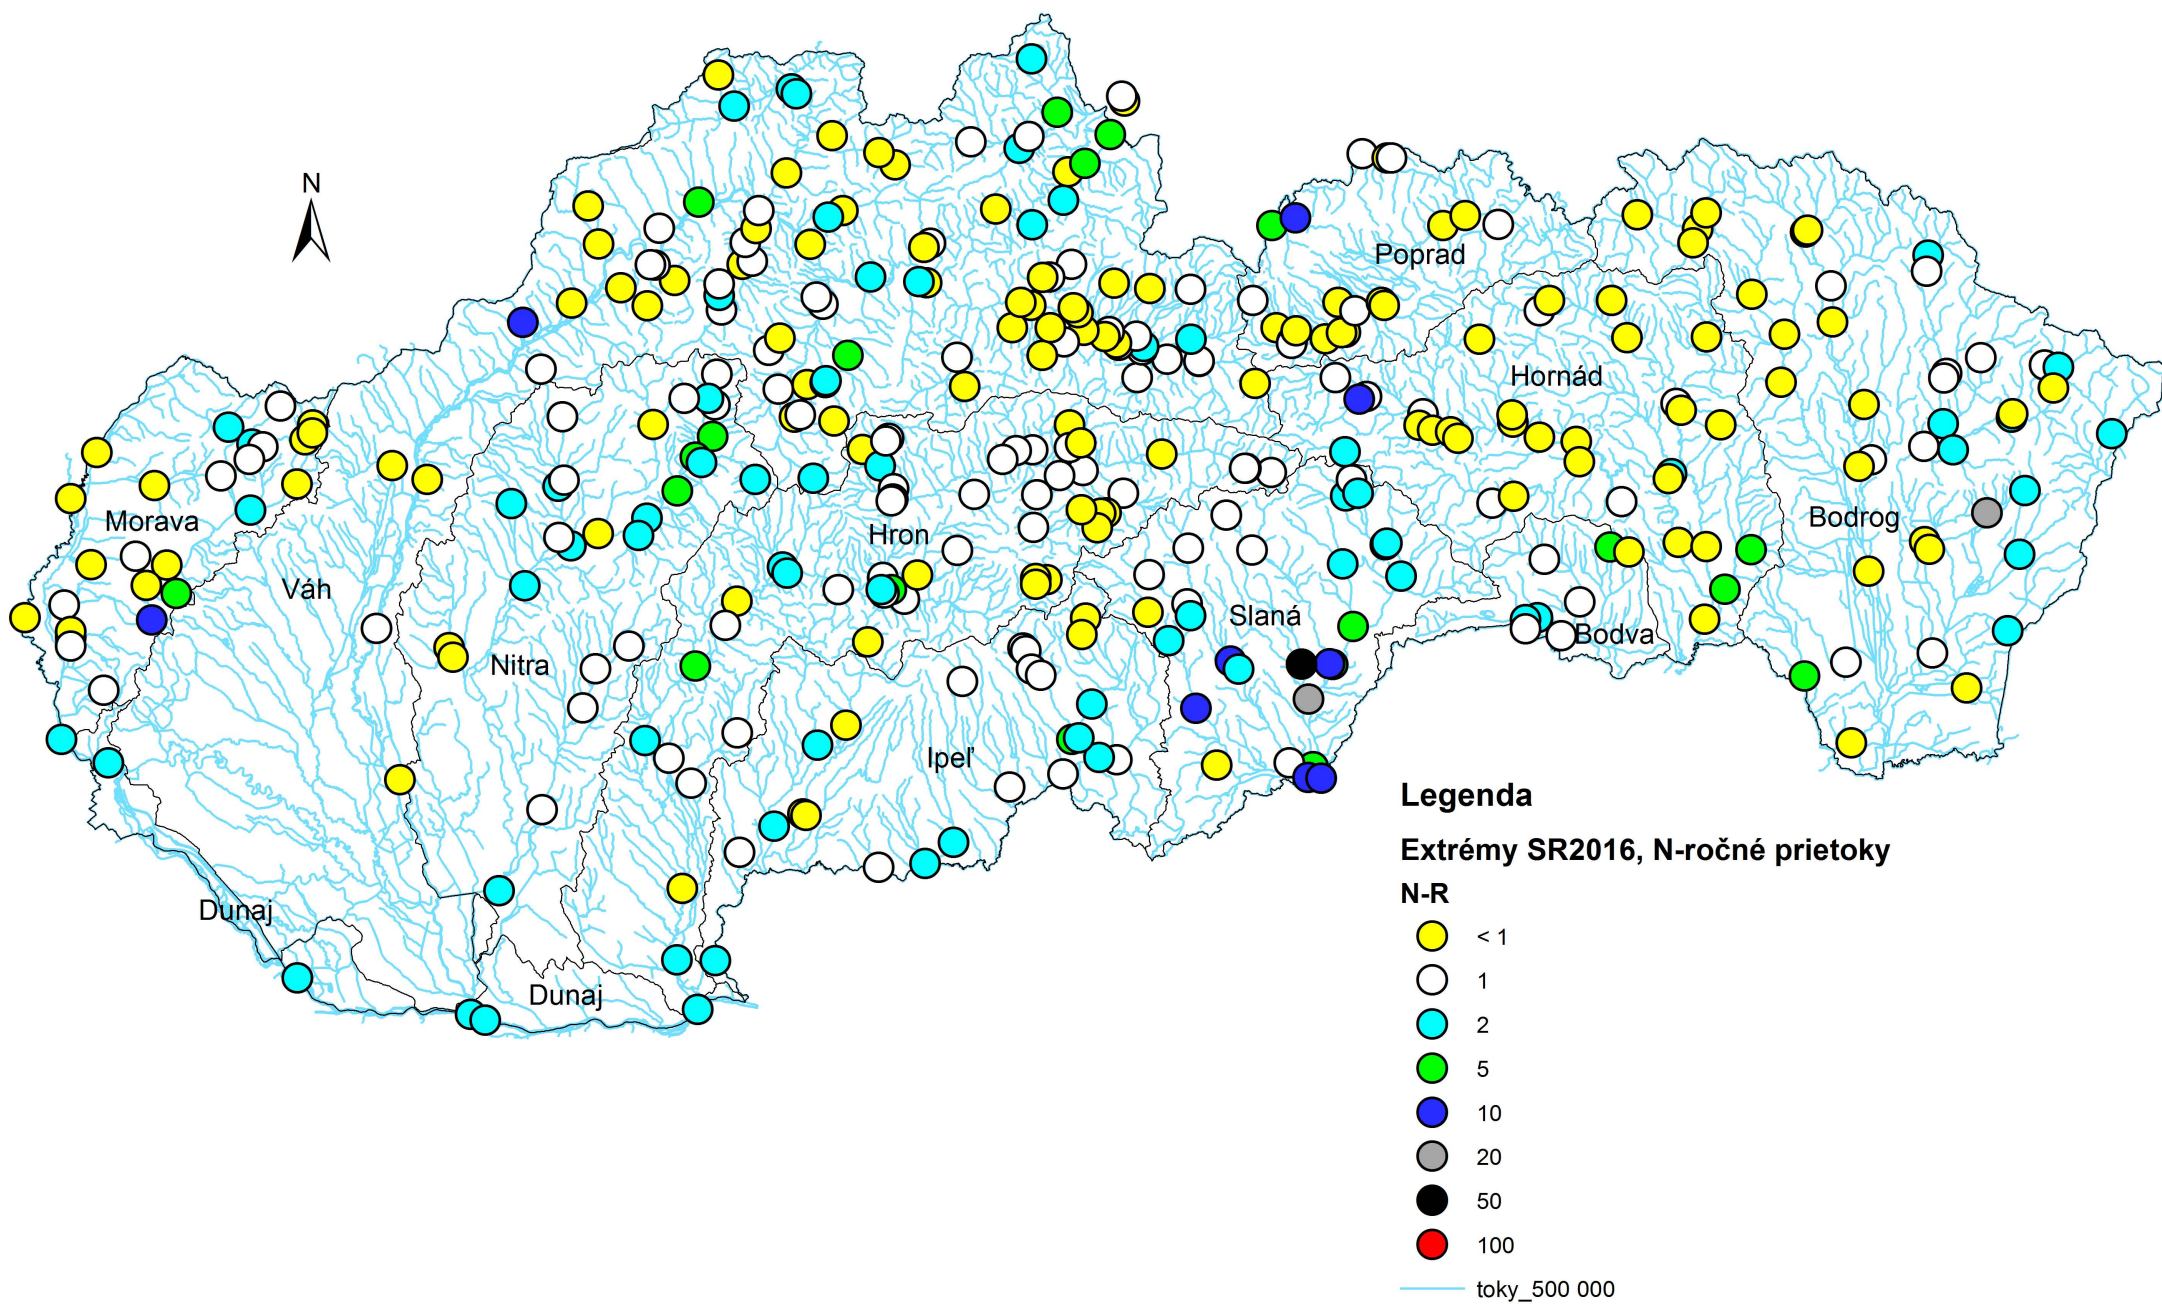 N
Poprad
Hornád
Morava
Bodrog
Hron
Váh
Slaná
Bodva
Nitra
Ipeľ
Dunaj
Dunaj
Legenda
Extrémy SR2016, N-ročné prietoky
N-R
< 1
1
2
5
10
20
50
100
toky_500 000